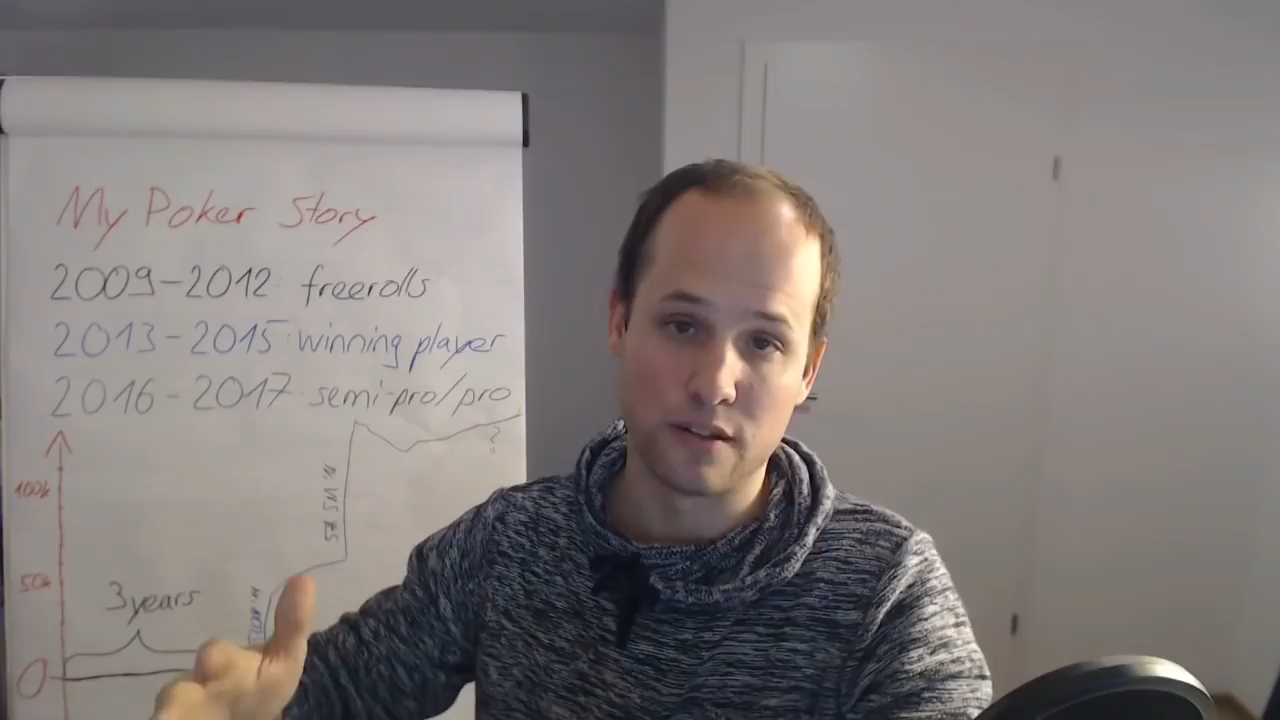 My Poker Story
2009-2012: freerolls
2013-2015: winning player
2016-2017: semi-pro/pro
?
100k
50k
3 years
0